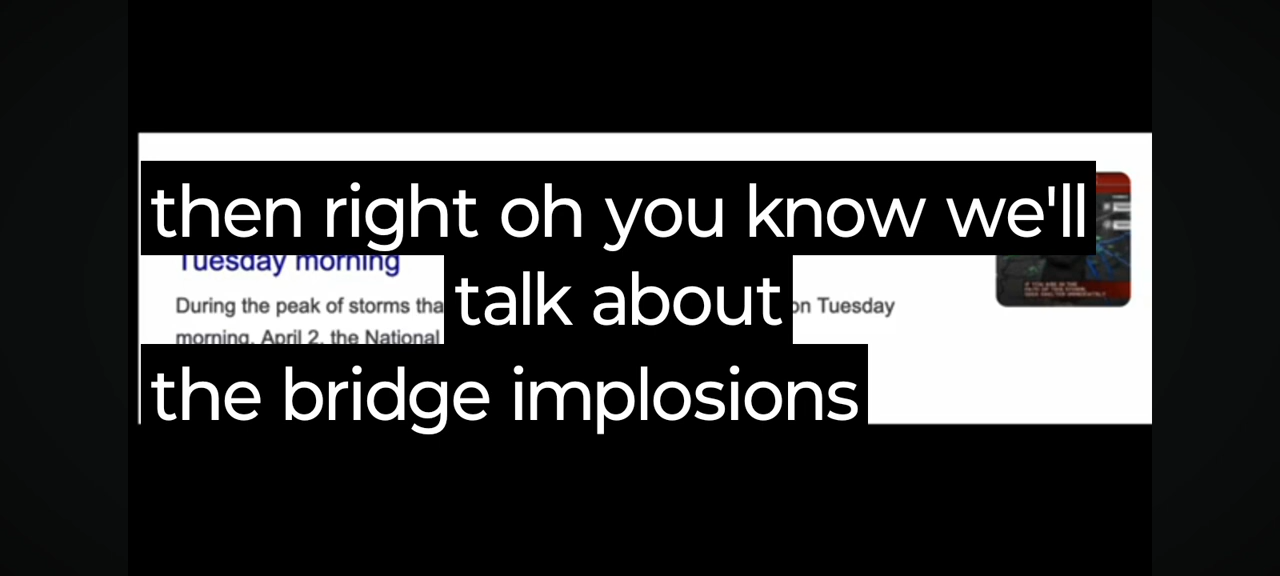 then right oh you know we'll
Tuesday morning
talk about
During the peak of storms
on Tuesday
morning, April 2, the National
the bridge implosions